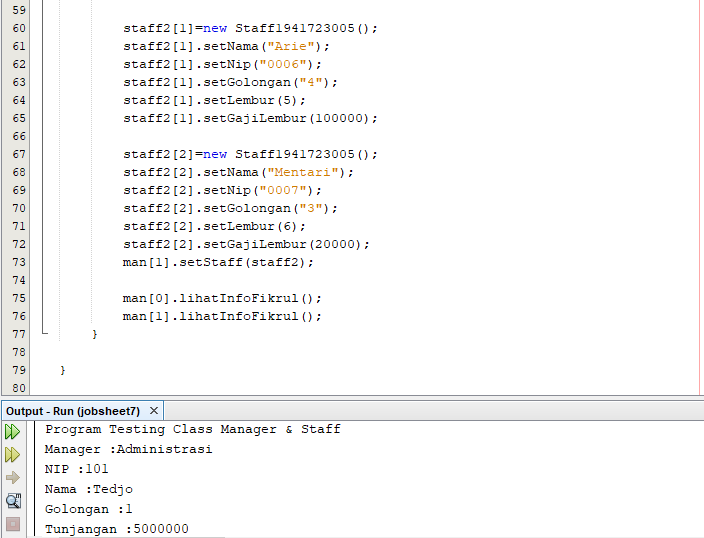 59
60 staff2[1]=new Staff1941723005();
61 staff2[1].setNama("Arie");
62 staff2[1].setNip("0006");
63 staff2[1].setGolongan("4");
64 staff2[1].setLembur(5);
65 staff2[1].setGajiLembur(100000);
66
67 staff2[2]=new Staff1941723005();
68 staff2[2].setNama("Mentari");
69 staff2[2].setNip("0007");
70 staff2[2].setGolongan("3");
71 staff2[2].setLembur(6);
72 staff2[2].setGajiLembur(20000);
73 man[1].setStaff(staff2);
74
75 man[0].lihatInfoFikrul();
76 man[1].lihatInfoFikrul();
77 }
78
79 }
80
Output - Run (jobsheet7) ×
Program Testing Class Manager & Staff
Manager :Administrasi
NIP :101
Nama :Tedjo
Golongan :1
Tunjangan :5000000